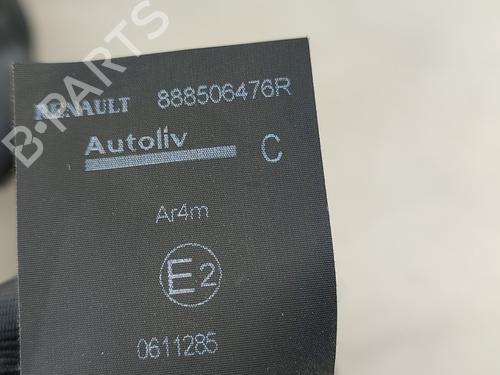 B-PARTS
RENAULT 888506476R
Autoliv C
Ar4m
E2
0611285